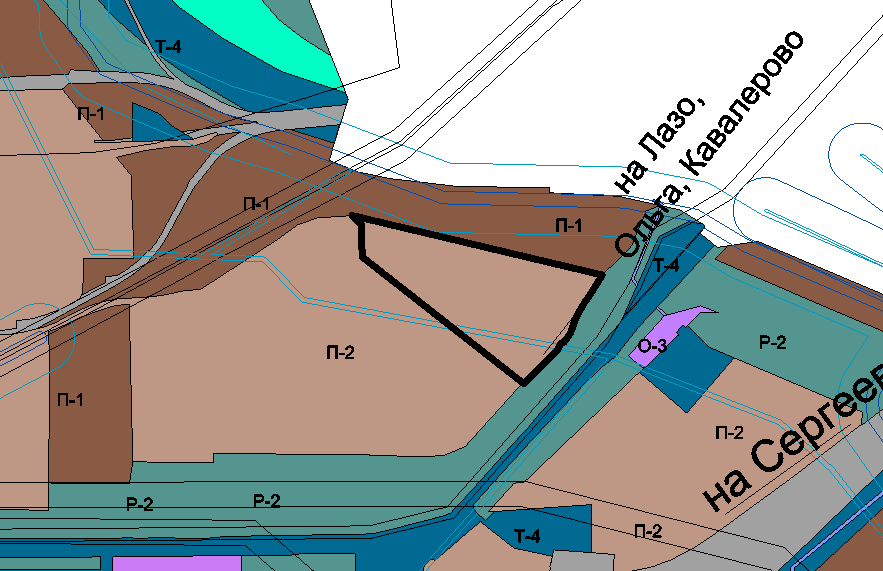 Т-4
П-1
на Лазо,
Ольга, Кавалерово
П-1
П-1
Т-4
О-3
Р-2
П-2
П-1
П-2
на Сергеев
Р-2
Р-2
Т-4
П-2